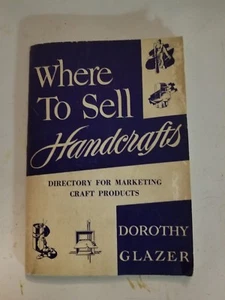 Where
To Sell
Handcrafts
DIRECTORY FOR MARKETING
CRAFT PRODUCTS
DOROTHY
GLAZER